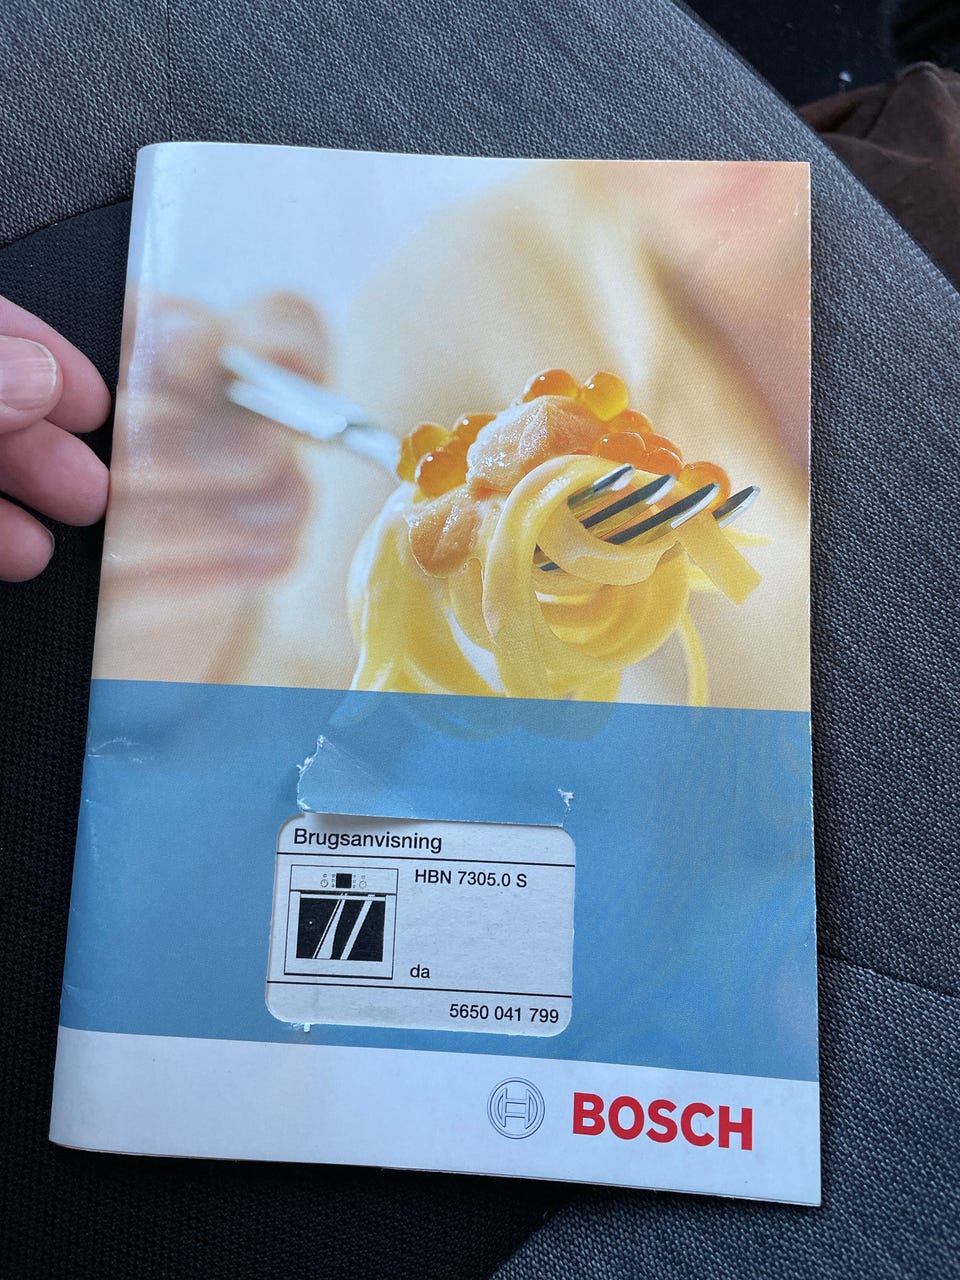 Brugsanvisning
HBN 7305.0 S
da
5650 041 799
BOSCH